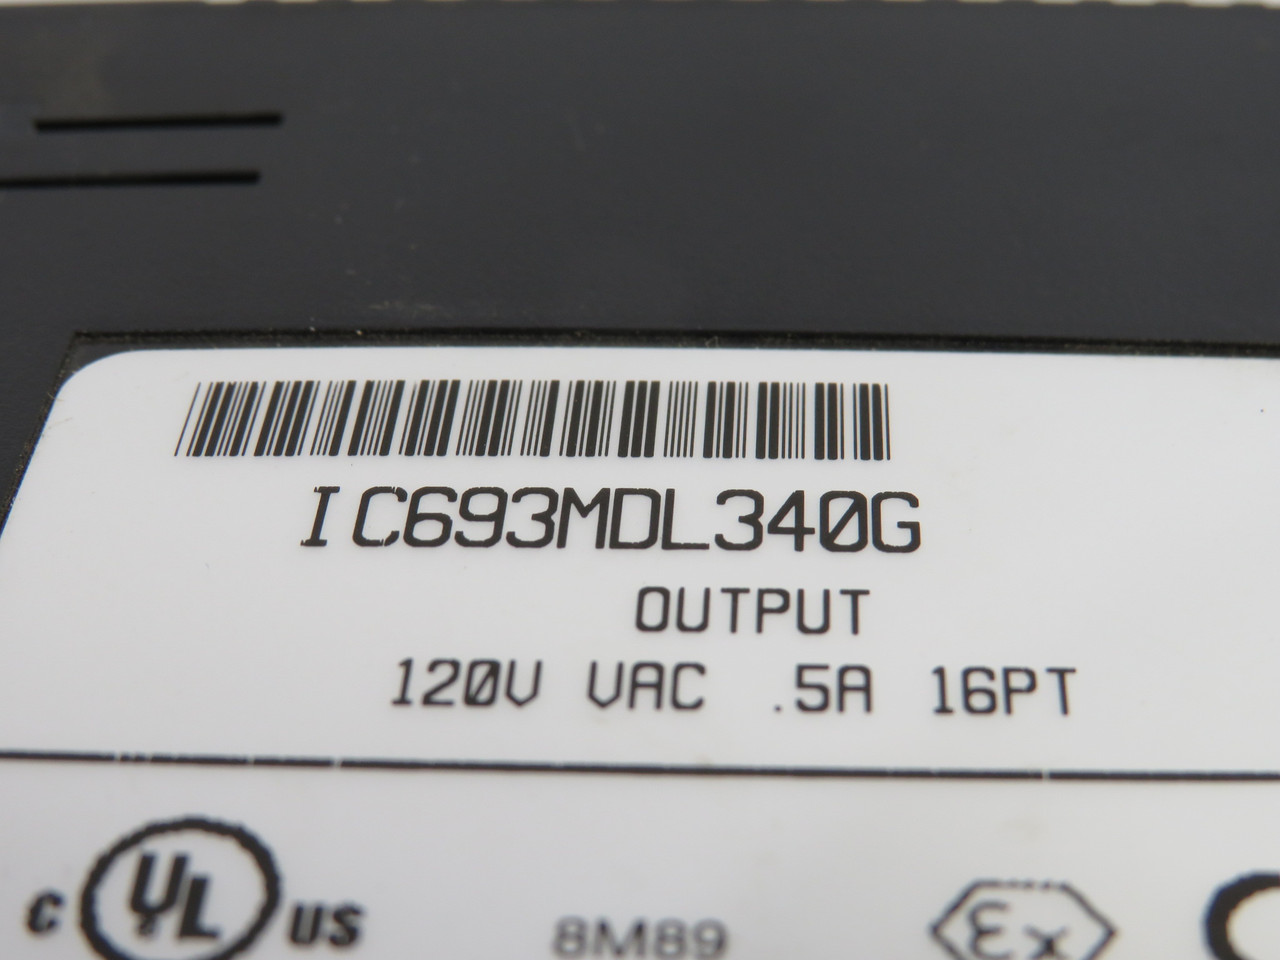 IC693MDL340G
OUTPUT
120V VAC .5A 16PT
C UL US 8M89 Ex